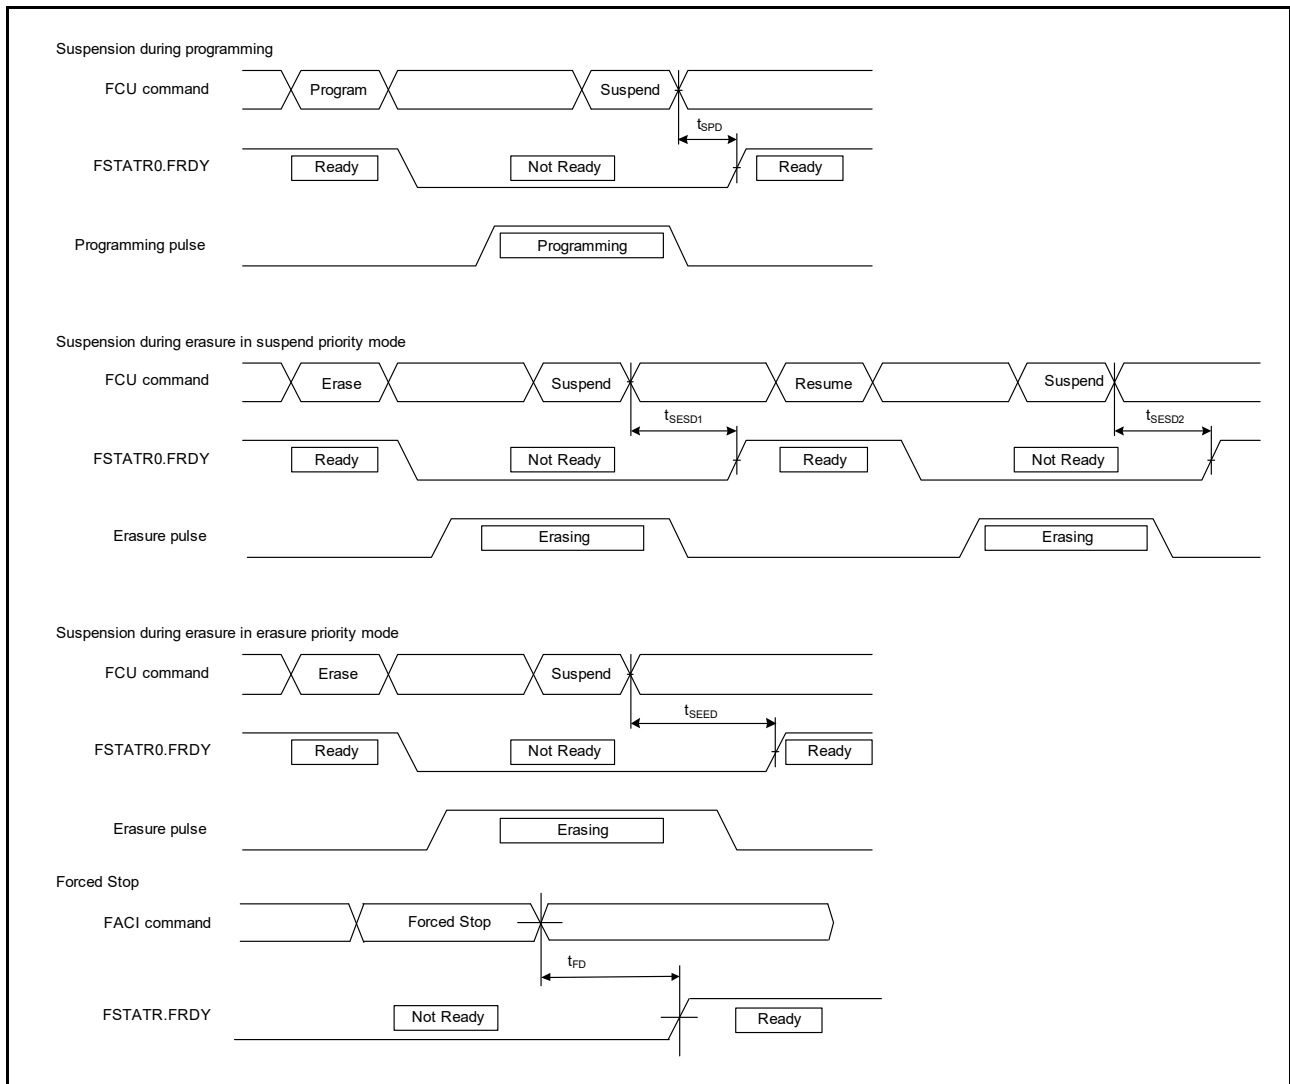 Suspension during programming
FCU command Program Suspend
tSPD
FSTATR0.FRDY Ready Not Ready Ready
Programming pulse Programming
Suspension during erasure in suspend priority mode
FCU command Erase Suspend Resume Suspend
tSESD1 tSESD2
FSTATR0.FRDY Ready Not Ready Ready Not Ready
Erasure pulse Erasing Erasing
Suspension during erasure in erasure priority mode
FCU command Erase Suspend
tSEED
FSTATR0.FRDY Ready Not Ready Ready
Erasure pulse Erasing
Forced Stop
FACI command Forced Stop
tFD
FSTATR.FRDY Not Ready Ready